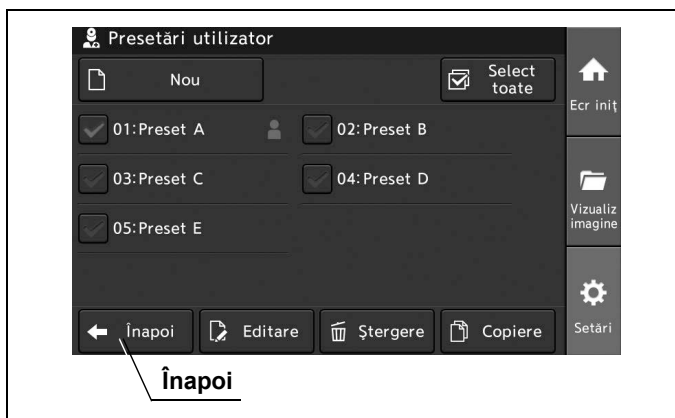 Presetări utilizator
Nou
Select
toate
Ecr iniț
01:Preset A
02:Preset B
03:Preset C
04:Preset D
Vizualiz
imagine
05:Preset E
Înapoi
Editare
Ștergere
Copiere
Setări
Înapoi